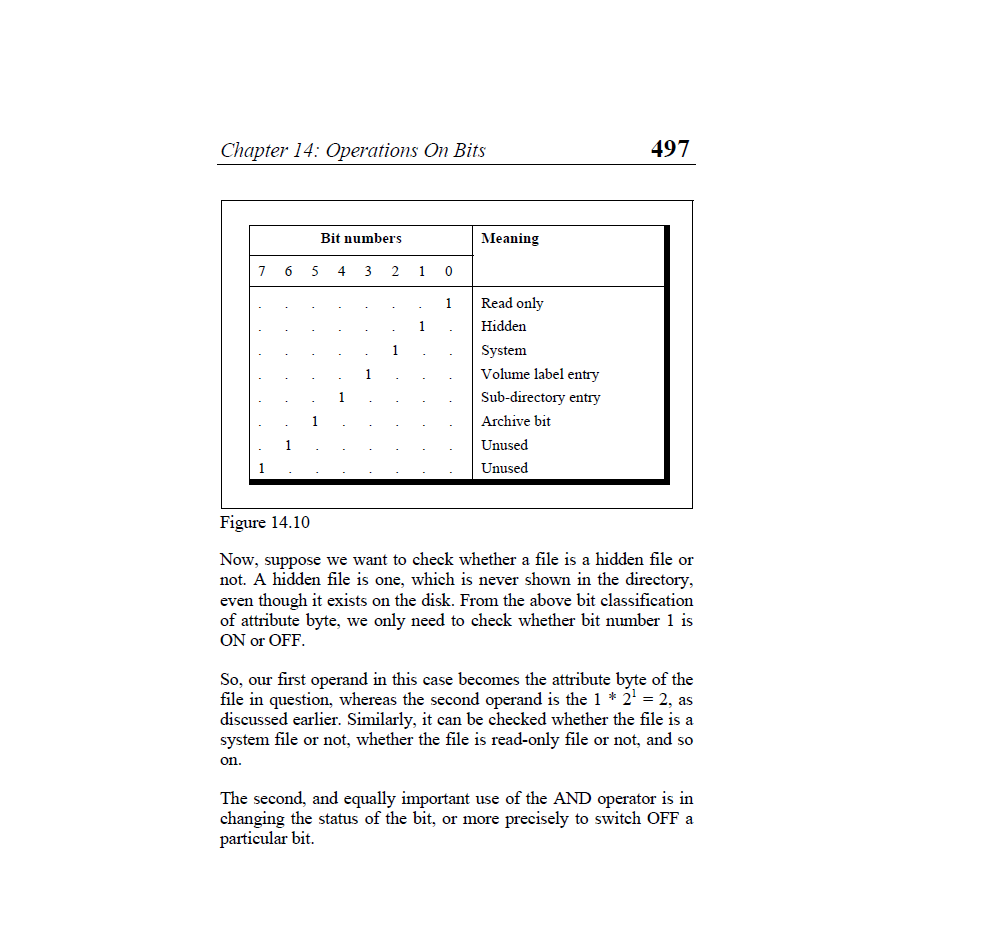 Chapter 14: Operations On Bits 497
Bit numbers Meaning
7 6 5 4 3 2 1 0
. . . . . . . 1 Read only
. . . . . . 1 . Hidden
. . . . . 1 . . System
. . . . 1 . . . Volume label entry
. . . 1 . . . . Sub-directory entry
. . 1 . . . . . Archive bit
. 1 . . . . . . Unused
1 . . . . . . . Unused
Figure 14.10
Now, suppose we want to check whether a file is a hidden file or
not. A hidden file is one, which is never shown in the directory,
even though it exists on the disk. From the above bit classification
of attribute byte, we only need to check whether bit number 1 is
ON or OFF.
So, our first operand in this case becomes the attribute byte of the
file in question, whereas the second operand is the 1 * 2¹ = 2, as
discussed earlier. Similarly, it can be checked whether the file is a
system file or not, whether the file is read-only file or not, and so
on.
The second, and equally important use of the AND operator is in
changing the status of the bit, or more precisely to switch OFF a
particular bit.